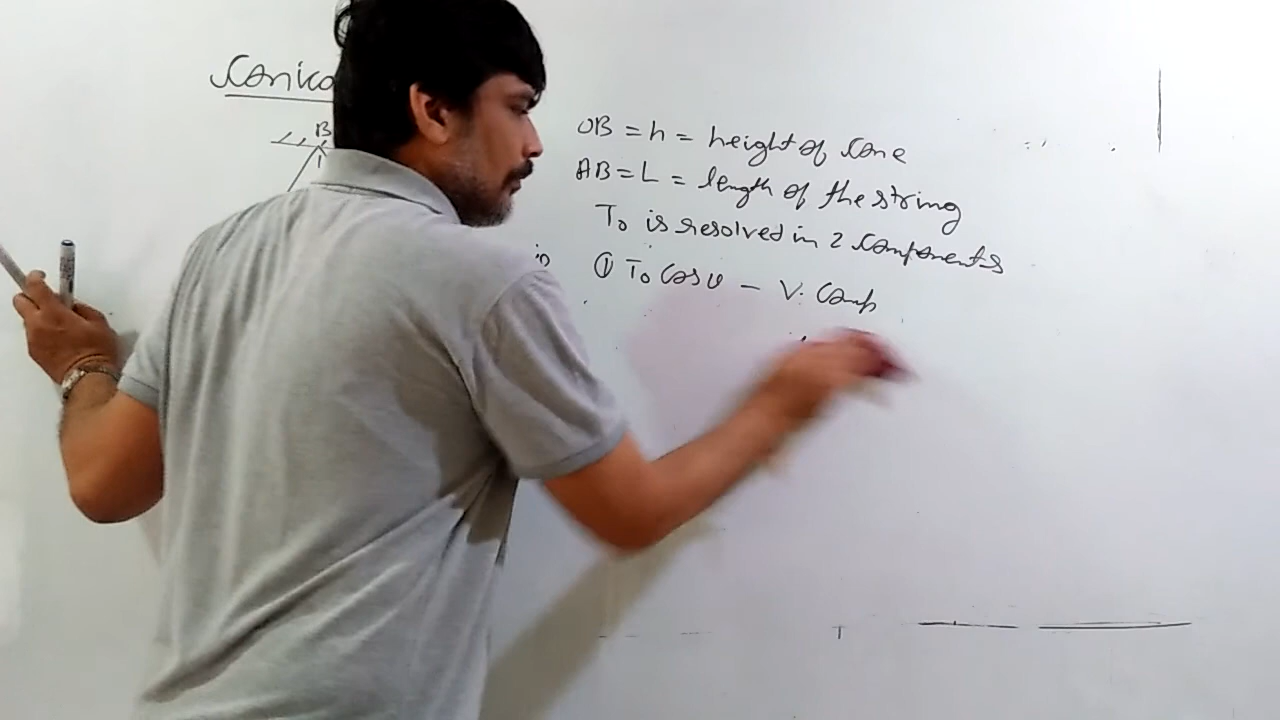 Conica
B
OB = h = height of Cone
AB = L = length of the string
T₀ is resolved in 2 Components
① T₀ Cos θ – V. Comp